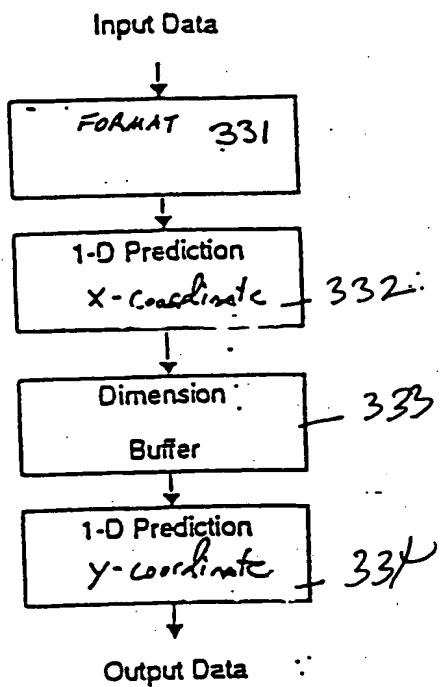 Input Data
FORMAT 331
1-D Prediction
X-coordinate 332
Dimension
Buffer 333
1-D Prediction
y-coordinate 334
Output Data